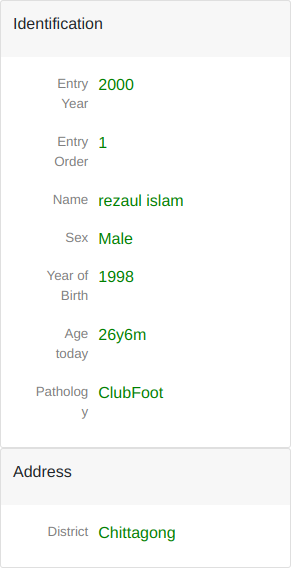 Identification
Entry 2000
Year
Entry 1
Order
Name rezaul islam
Sex Male
Year of 1998
Birth
Age 26y6m
today
Patholog ClubFoot
y
Address
District Chittagong